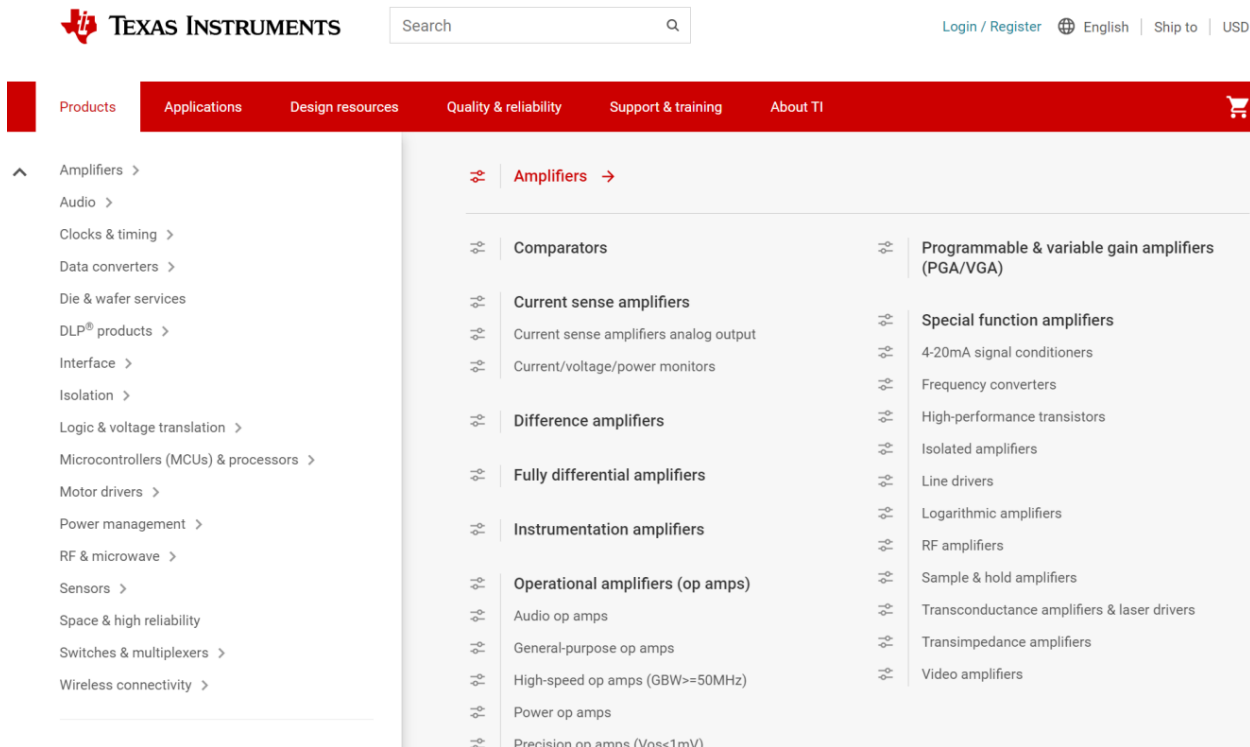 TEXAS INSTRUMENTS
Search
Login / Register English Ship to USD
Products Applications Design resources Quality & reliability Support & training About TI
Amplifiers
Audio
Clocks & timing
Data converters
Die & wafer services
DLP® products
Interface
Isolation
Logic & voltage translation
Microcontrollers (MCUs) & processors
Motor drivers
Power management
RF & microwave
Sensors
Space & high reliability
Switches & multiplexers
Wireless connectivity
Amplifiers
Comparators
Current sense amplifiers
Current sense amplifiers analog output
Current/voltage/power monitors
Difference amplifiers
Fully differential amplifiers
Instrumentation amplifiers
Operational amplifiers (op amps)
Audio op amps
General-purpose op amps
High-speed op amps (GBW>=50MHz)
Power op amps
Precision op amps (Vos<1mV)
Programmable & variable gain amplifiers
(PGA/VGA)
Special function amplifiers
4-20mA signal conditioners
Frequency converters
High-performance transistors
Isolated amplifiers
Line drivers
Logarithmic amplifiers
RF amplifiers
Sample & hold amplifiers
Transconductance amplifiers & laser drivers
Transimpedance amplifiers
Video amplifiers